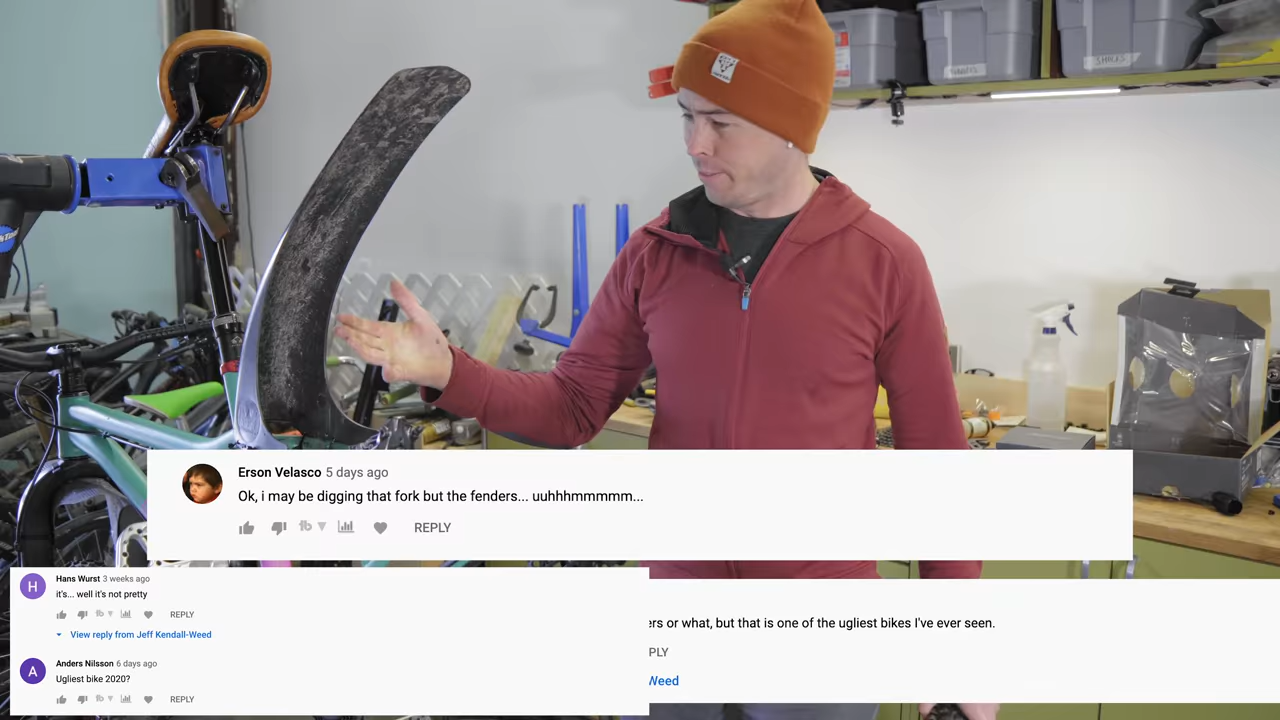 SHOCKS
Erson Velasco 5 days ago
Ok, i may be digging that fork but the fenders... uuhhhmmmmm...
REPLY
Hans Wurst 3 weeks ago
it's... well it's not pretty
REPLY
View reply from Jeff Kendall-Weed
Anders Nilsson 6 days ago
Ugliest bike 2020?
REPLY
ers or what, but that is one of the ugliest bikes I've ever seen.
PLY
Weed